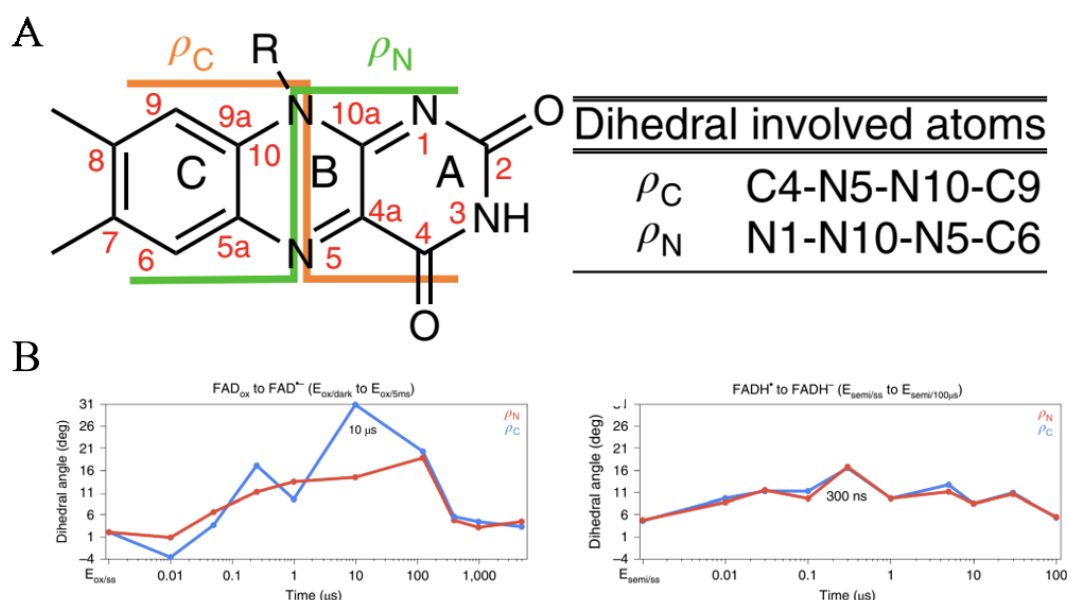 A
ρC
R
ρN
9
9a
N
10a
N
O
Dihedral involved atoms
8
C
10
B
1
A
2
ρC C4-N5-N10-C9
4a
3
NH
7
6
5a
N
5
4
ρN N1-N10-N5-C6
O
B
FADox to FAD•− (Eox/dark to Eox/5ms)
Dihedral angle (deg)
31
26
21
16
11
6
1
−4
ρN
ρC
10 μs
Eox/ss
0.01
0.1
1
10
100
1,000
Time (μs)
FADH• to FADH− (Esemi/ss to Esemi/100μs)
Dihedral angle (deg)
26
21
16
11
6
1
−4
ρN
ρC
300 ns
Esemi/ss
0.01
0.1
1
10
100
Time (μs)